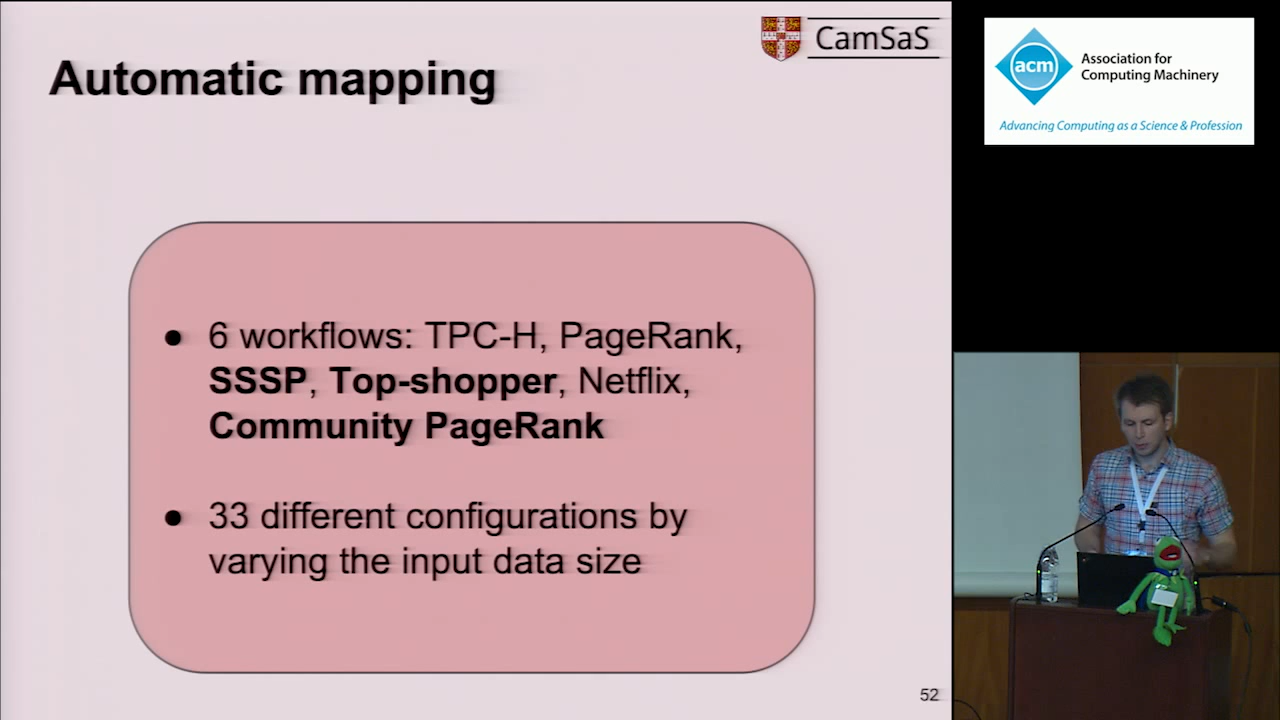 CamSaS
Automatic mapping
● 6 workflows: TPC-H, PageRank,
SSSP, Top-shopper, Netflix,
Community PageRank
● 33 different configurations by
varying the input data size
52
acm
Association for
Computing Machinery
Advancing Computing as a Science & Profession